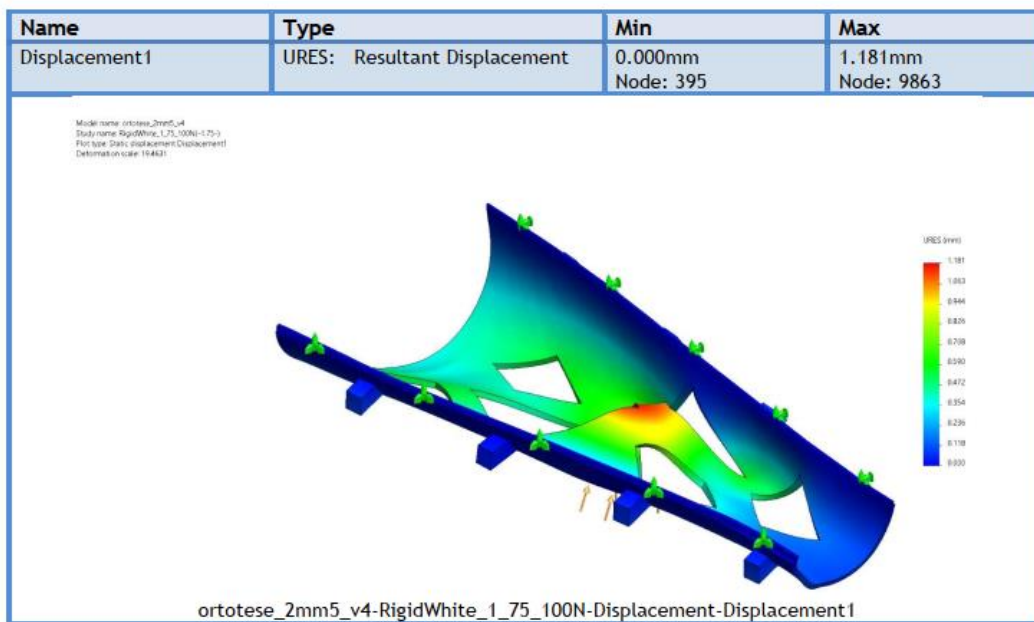 Name Type Min Max
Displacement1 URES: Resultant Displacement 0.000mm 1.181mm
Node: 395 Node: 9863
Model name: ortotese_2mm5_v4
Study name: RigidWhite_1_75_100N(-1.75-)
Plot type: Static displacement Displacement1
Deformation scale: 19.4631
URES (mm)
1.181
1.063
0.944
0.826
0.708
0.590
0.472
0.354
0.236
0.118
0.000
ortotese_2mm5_v4-RigidWhite_1_75_100N-Displacement-Displacement1